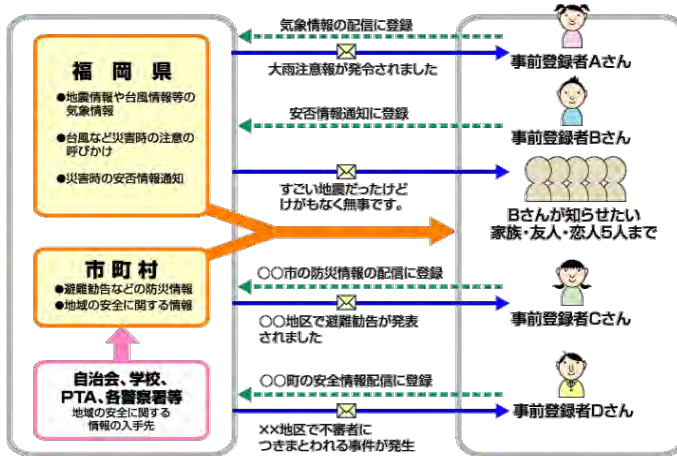 福岡県
●地震情報や台風情報等の
気象情報
●台風など災害時の注意の
呼びかけ
●災害時の安否情報通知
市町村
●避難勧告などの防災情報
●地域の安全に関する情報
自治会、学校、
PTA、各警察署等
地域の安全に関する
情報の入手先
気象情報の配信に登録
大雨注意報が発令されました
安否情報通知に登録
すごい地震だったけど
けがもなく無事です。
〇〇市の防災情報の配信に登録
〇〇地区で避難勧告が発表
されました
〇〇町の安全情報配信に登録
××地区で不審者に
つきまとわれる事件が発生
事前登録者Aさん
事前登録者Bさん
Bさんが知らせたい
家族・友人・恋人5人まで
事前登録者Cさん
事前登録者Dさん